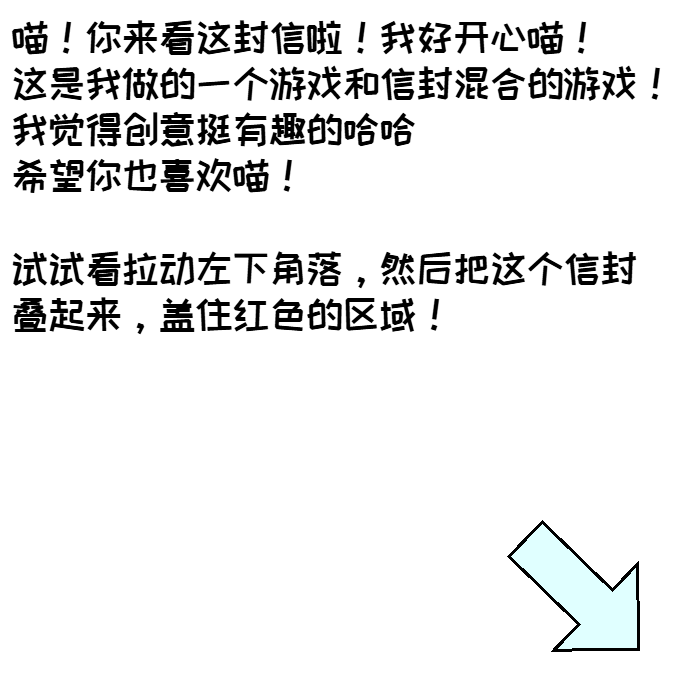 喵！你来看这封信啦！我好开心喵！
这是我做的一个游戏和信封混合的游戏！
我觉得创意挺有趣的哈哈
希望你也喜欢喵！
试试看拉动左下角落，然后把这个信封
叠起来，盖住红色的区域！